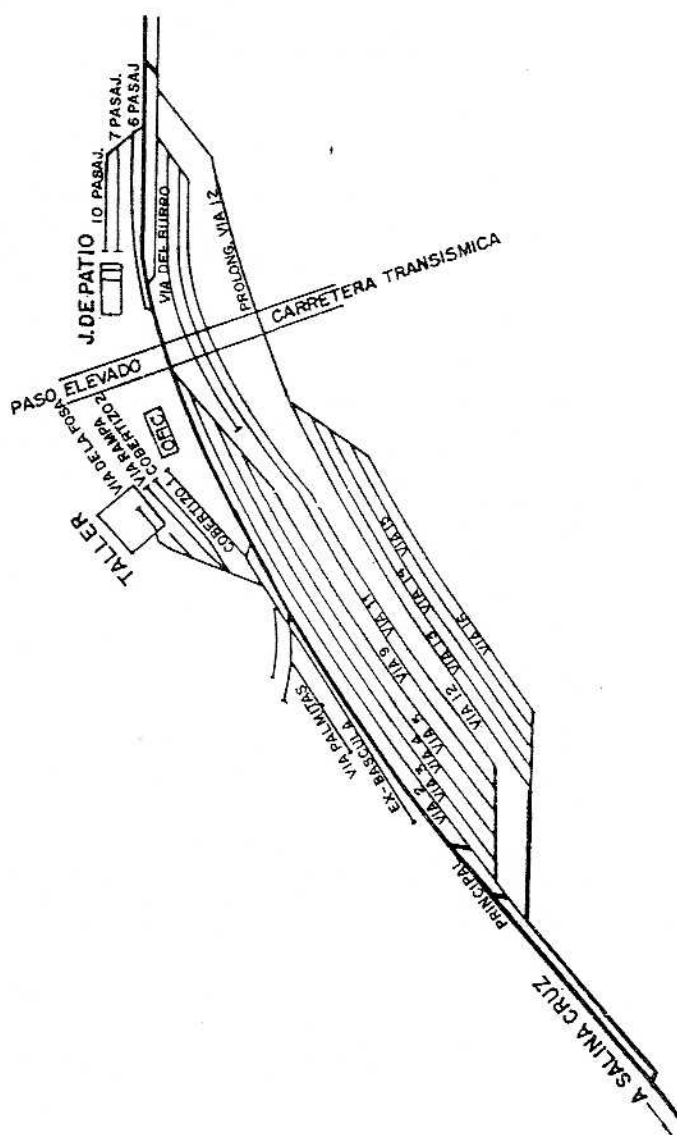 10 PASAJ.
7 PASAJ.
6 PASAJ
J. DE PATIO
VIA DEL BURRO
PROLONG. VIA 12
CARRETERA TRANSISMICA
PASO ELEVADO
OFIC.
VIA DE LA FOSA
VIA RAMPA
COBERTIZO 2
COBERTIZO 1
TALLER
VIA PALMITAS
EX-BASCULA
VIA 2
VIA 3
VIA 4
VIA 5
VIA 9
VIA 11
VIA 12
VIA 13
VIA 14
VIA 15
VIA 16
PRINCIPAL
A SALINA CRUZ